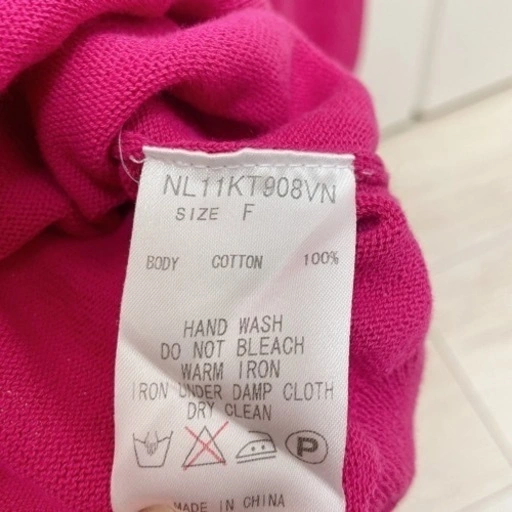 NL11KT908VN
SIZE F
BODY COTTON 100%
HAND WASH
DO NOT BLEACH
WARM IRON
IRON UNDER DAMP CLOTH
DRY CLEAN
P
MADE IN CHINA